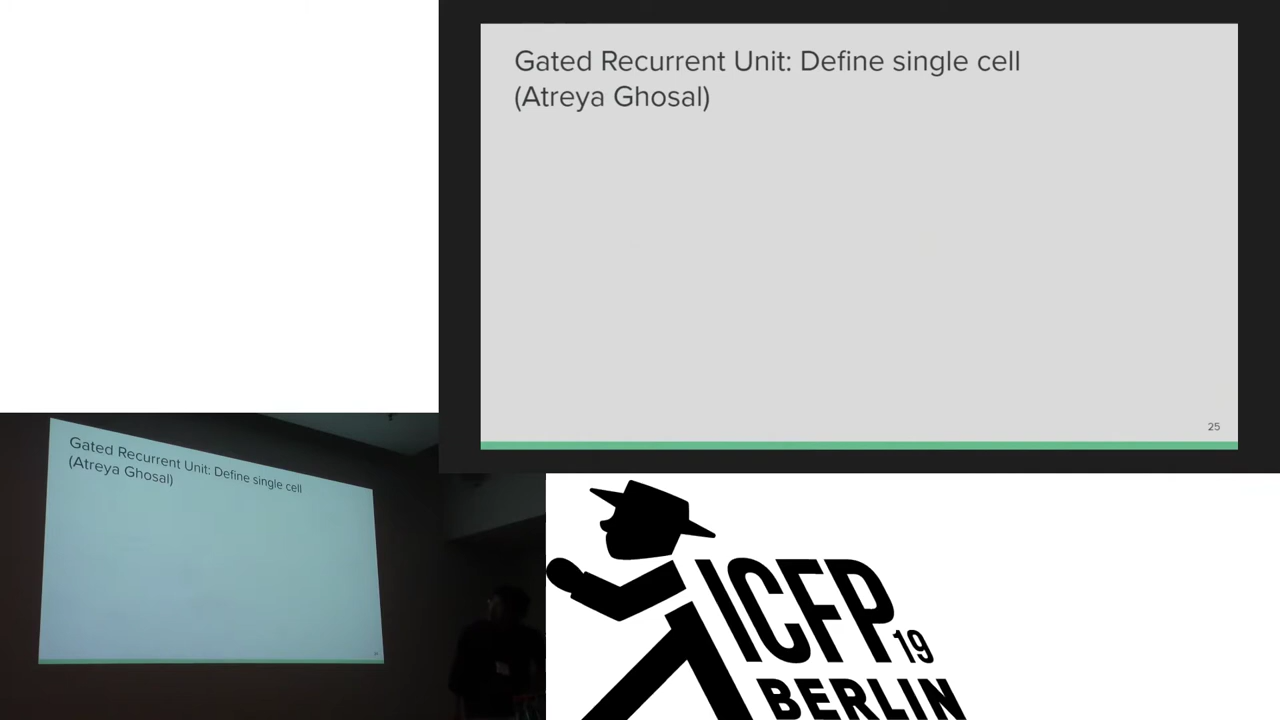 Gated Recurrent Unit: Define single cell
(Atreya Ghosal)
25
Gated Recurrent Unit: Define single cell
(Atreya Ghosal)
ICFP
19
BERLIN